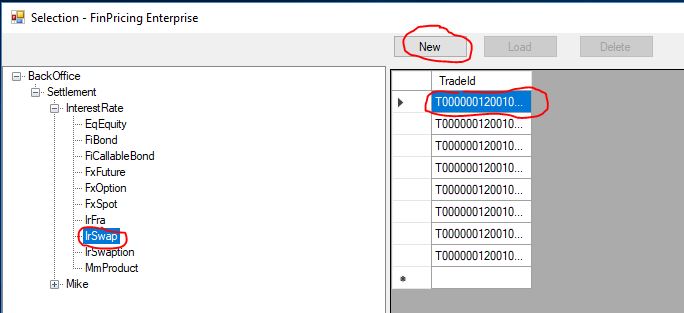 Selection - FinPricing Enterprise
New Load Delete
BackOffice
Settlement
InterestRate
EqEquity
FiBond
FiCallableBond
FxFuture
FxOption
FxSpot
IrFra
IrSwap
IrSwaption
MmProduct
Mike
TradeId
T000000120010...
T000000120010...
T000000120010...
T000000120010...
T000000120010...
T000000120010...
T000000120010...
T000000120010...
*